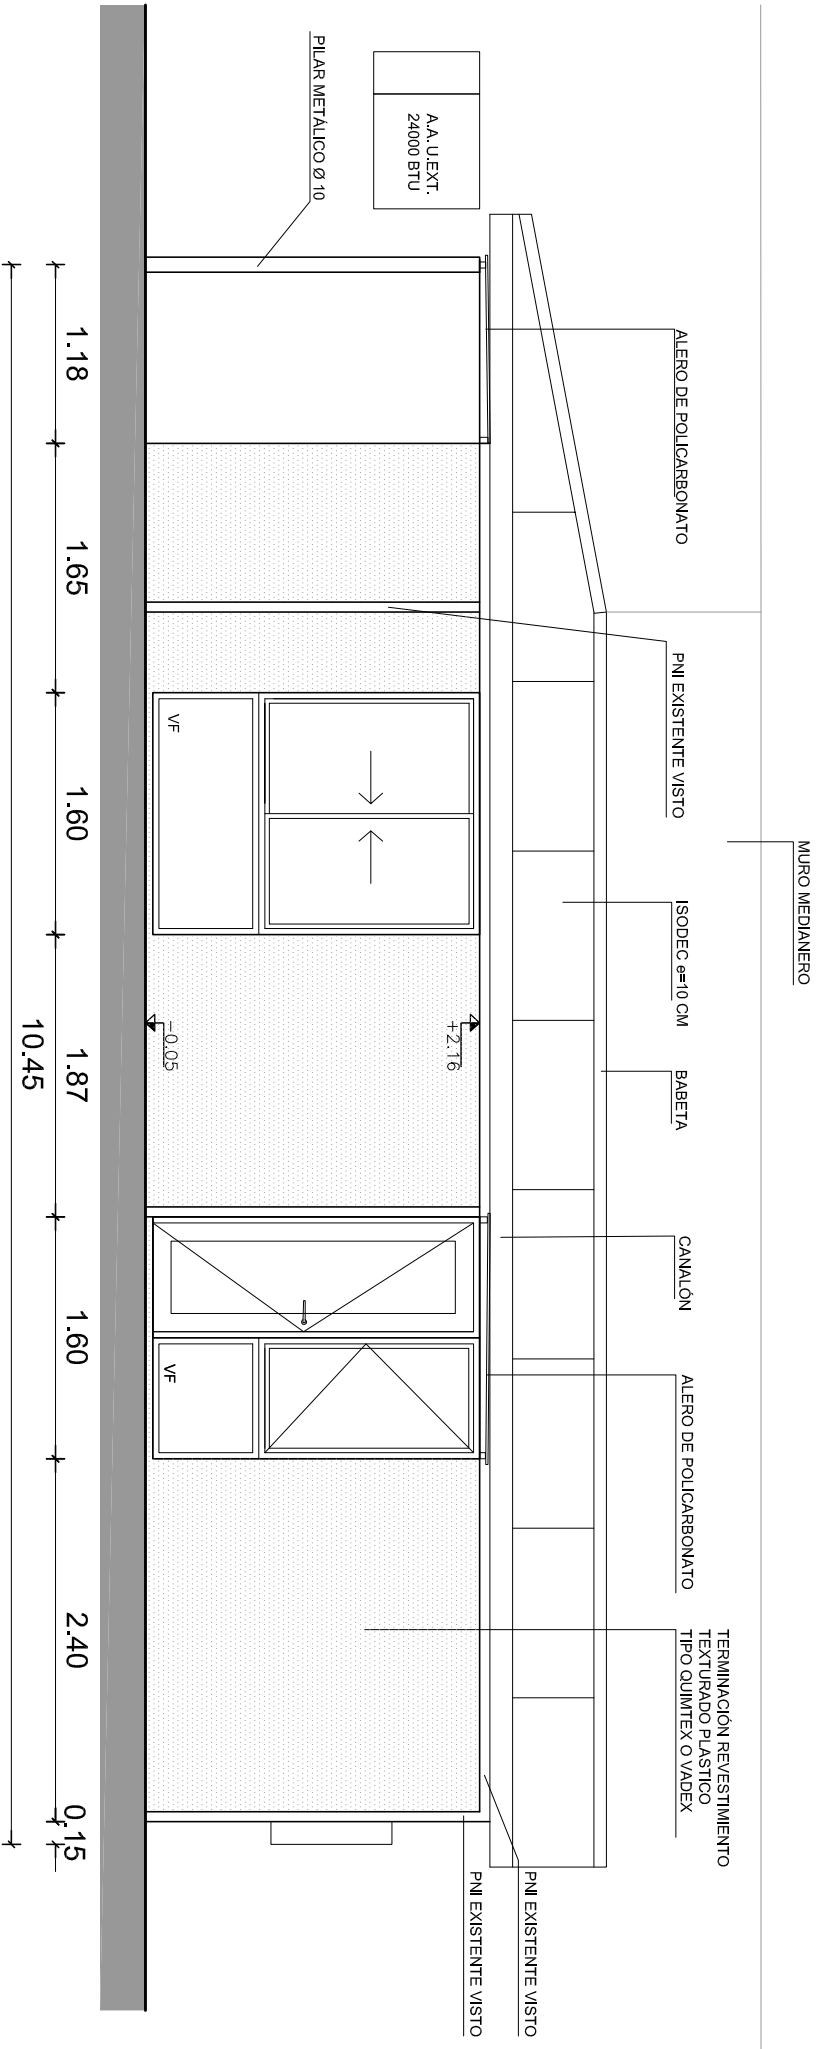 MURO MEDIANERO
ALERO DE POLICARBONATO
PNI EXISTENTE VISTO
ISODEC e=10 CM
BABETA
CANALÓN
ALERO DE POLICARBONATO
TERMINACIÓN REVESTIMIENTO
TEXTURADO PLASTICO
TIPO QUIMTEX O VADEX
PNI EXISTENTE VISTO
PNI EXISTENTE VISTO
A.A. U.EXT.
24000 BTU
PILAR METÁLICO Ø 10
+2.16
-0.05
VF
VF
1.18
1.65
1.60
1.87
1.60
2.40
0.15
10.45